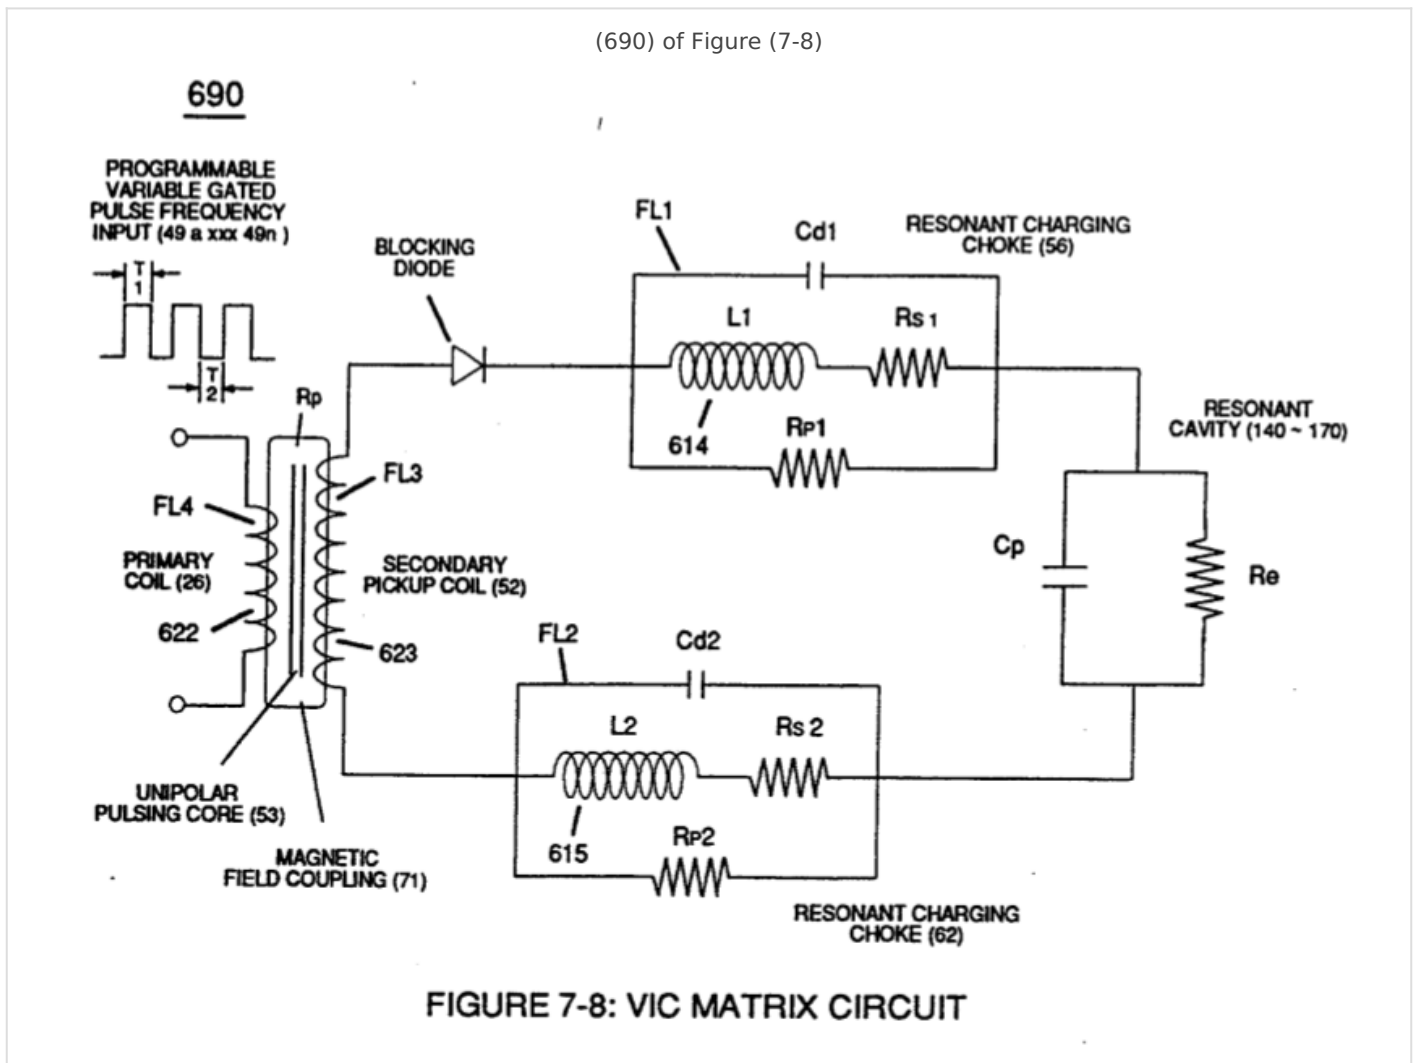 (690) of Figure (7-8)
690
PROGRAMMABLE
VARIABLE GATED
PULSE FREQUENCY
INPUT (49 a xxx 49n )
T
1
T
2
BLOCKING
DIODE
FL1
Cd1
RESONANT CHARGING
CHOKE (56)
L1
Rs 1
614
RP1
RESONANT
CAVITY (140 ~ 170)
Rp
FL3
FL4
PRIMARY
COIL (26)
SECONDARY
PICKUP COIL (52)
622
623
Cp
Re
FL2
Cd2
L2
Rs 2
615
RP2
UNIPOLAR
PULSING CORE (53)
MAGNETIC
FIELD COUPLING (71)
RESONANT CHARGING
CHOKE (62)
FIGURE 7-8: VIC MATRIX CIRCUIT